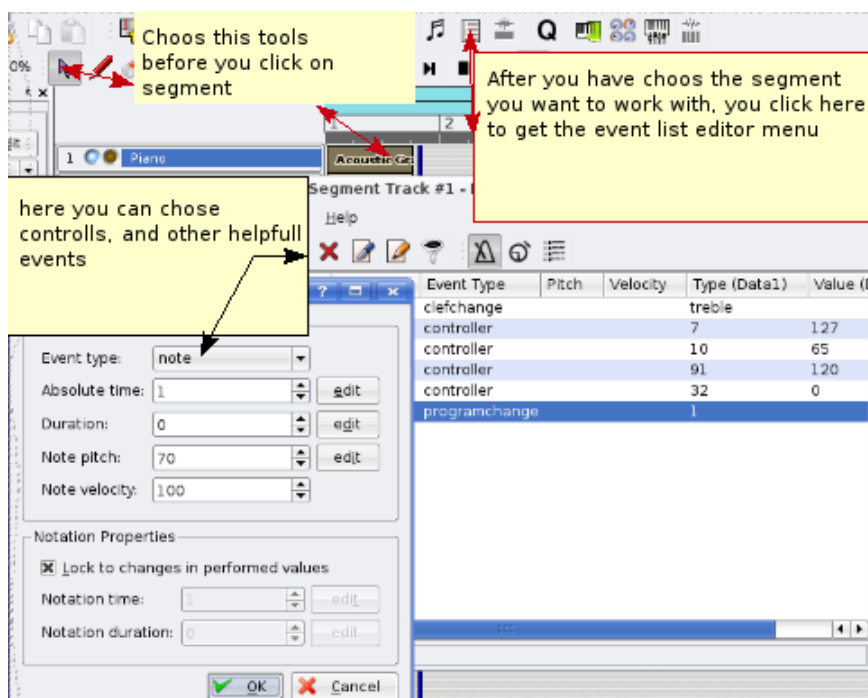 Choos this tools
before you click on
segment
Q
0%
After you have choos the segment
you want to work with, you click here
to get the event list editor menu
2
1 Piano
Acoustic Gr
here you can chose
controlls, and other helpfull
events
Segment Track #1 -
Help
Event Type Pitch Velocity Type (Data1) Value (
clefchange treble
controller 7 127
controller 10 65
controller 91 120
controller 32 0
programchange 1
Event type: note
Absolute time: 1 edit
Duration: 0 edit
Note pitch: 70 edit
Note velocity: 100
Notation Properties
Lock to changes in performed values
Notation time: 1 edit
Notation duration: 0 edit
OK Cancel